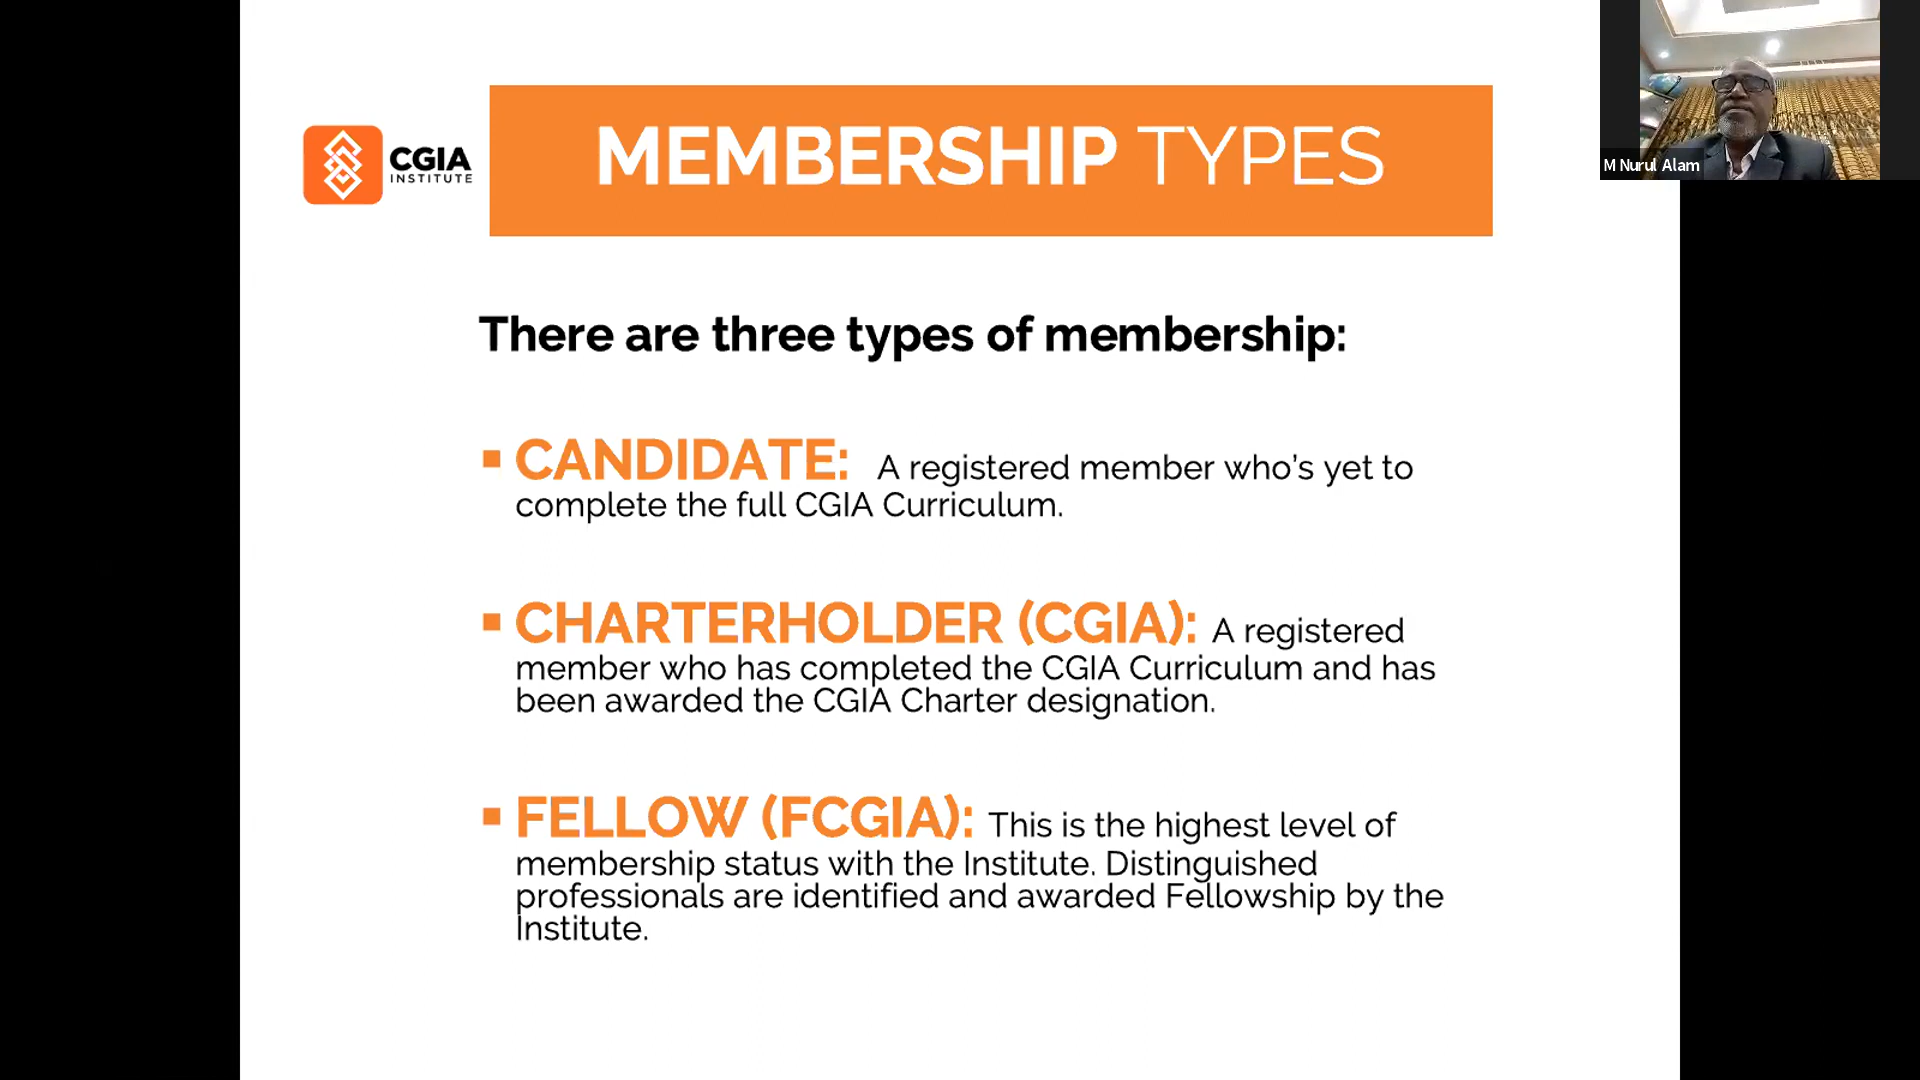 CGIA
INSTITUTE
MEMBERSHIP TYPES
M Nurul Alam
There are three types of membership:
▪ CANDIDATE: A registered member who’s yet to
complete the full CGIA Curriculum.
▪ CHARTERHOLDER (CGIA): A registered
member who has completed the CGIA Curriculum and has
been awarded the CGIA Charter designation.
▪ FELLOW (FCGIA): This is the highest level of
membership status with the Institute. Distinguished
professionals are identified and awarded Fellowship by the
Institute.